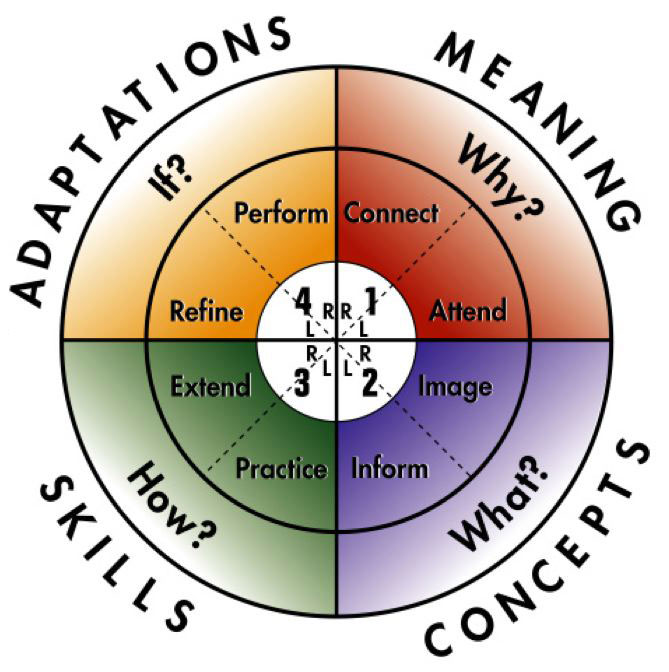 ADAPTATIONS
MEANING
If?
Why?
Perform
Connect
Refine
Attend
4
R
R
1
L
L
R
R
3
L
L
2
Extend
Image
Practice
Inform
How?
What?
SKILLS
CONCEPTS